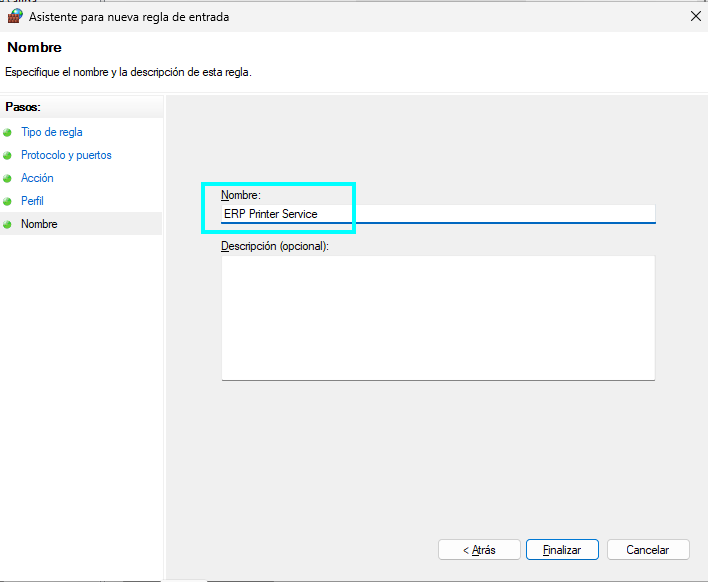 Asistente para nueva regla de entrada
Nombre
Especifique el nombre y la descripción de esta regla.
Pasos:
Tipo de regla
Protocolo y puertos
Acción
Perfil
Nombre
Nombre:
ERP Printer Service
Descripción (opcional):
< Atrás
Finalizar
Cancelar